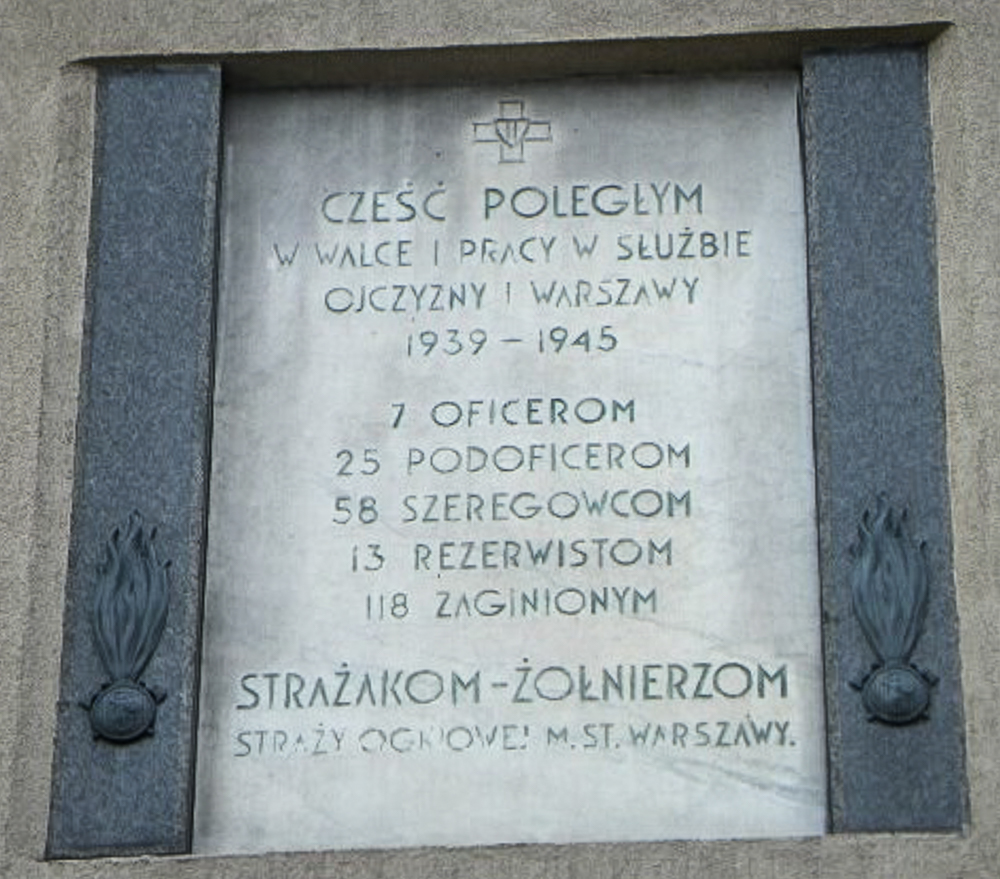 CZEŚĆ POLEGŁYM
W WALCE I PRACY W SŁUŻBIE
OJCZYZNY I WARSZAWY
1939 – 1945
7 OFICEROM
25 PODOFICEROM
58 SZEREGOWCOM
13 REZERWISTOM
118 ZAGINIONYM
STRAŻAKOM – ŻOŁNIERZOM
STRAŻY OGNIOWEJ M. ST. WARSZAWY.